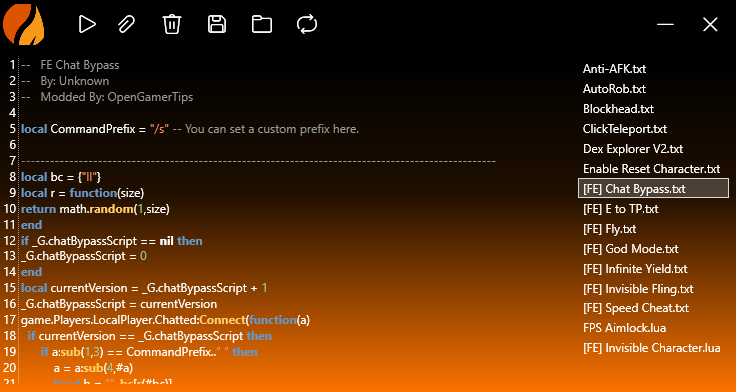 1 -- FE Chat Bypass
2 -- By: Unknown
3 -- Modded By: OpenGamerTips
4
5 local CommandPrefix = "/s" -- You can set a custom prefix here.
6
7 --------------------------------------------------------------------------------
8 local bc = {"ll"}
9 local r = function(size)
10 return math.random(1,size)
11 end
12 if _G.chatBypassScript == nil then
13 _G.chatBypassScript = 0
14 end
15 local currentVersion = _G.chatBypassScript + 1
16 _G.chatBypassScript = currentVersion
17 game.Players.LocalPlayer.Chatted:Connect(function(a)
18 if currentVersion == _G.chatBypassScript then
19 if a:sub(1,3) == CommandPrefix.." " then
20 a = a:sub(4,#a)
21 local b = "" bc[r(#bc)]
Anti-AFK.txt
AutoRob.txt
Blockhead.txt
ClickTeleport.txt
Dex Explorer V2.txt
Enable Reset Character.txt
[FE] Chat Bypass.txt
[FE] E to TP.txt
[FE] Fly.txt
[FE] God Mode.txt
[FE] Infinite Yield.txt
[FE] Invisible Fling.txt
[FE] Speed Cheat.txt
FPS Aimlock.lua
[FE] Invisible Character.lua